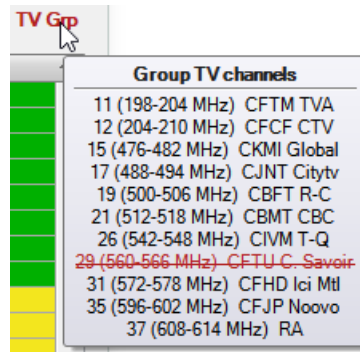 TV Grp
Group TV channels
11 (198-204 MHz) CFTM TVA
12 (204-210 MHz) CFCF CTV
15 (476-482 MHz) CKMI Global
17 (488-494 MHz) CJNT Citytv
19 (500-506 MHz) CBFT R-C
21 (512-518 MHz) CBMT CBC
26 (542-548 MHz) CIVM T-Q
29 (560-566 MHz) CFTU C. Savoir
31 (572-578 MHz) CFHD Ici Mtl
35 (596-602 MHz) CFJP Noovo
37 (608-614 MHz) RA